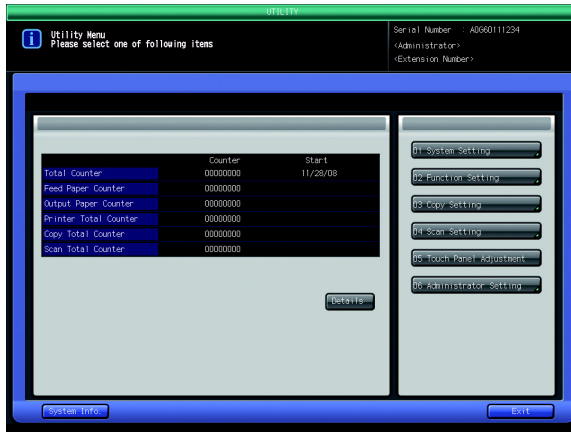 UTILITY
Utility Menu
Please select one of following items
Serial Number : A0G60111234
<Administrator>
<Extension Number>
Counter Start
Total Counter 00000000 11/28/08
Feed Paper Counter 00000000
Output Paper Counter 00000000
Printer Total Counter 00000000
Copy Total Counter 00000000
Scan Total Counter 00000000
Details
01 System Setting
02 Function Setting
03 Copy Setting
04 Scan Setting
05 Touch Panel Adjustment
06 Administrator Setting
System Info.
Exit